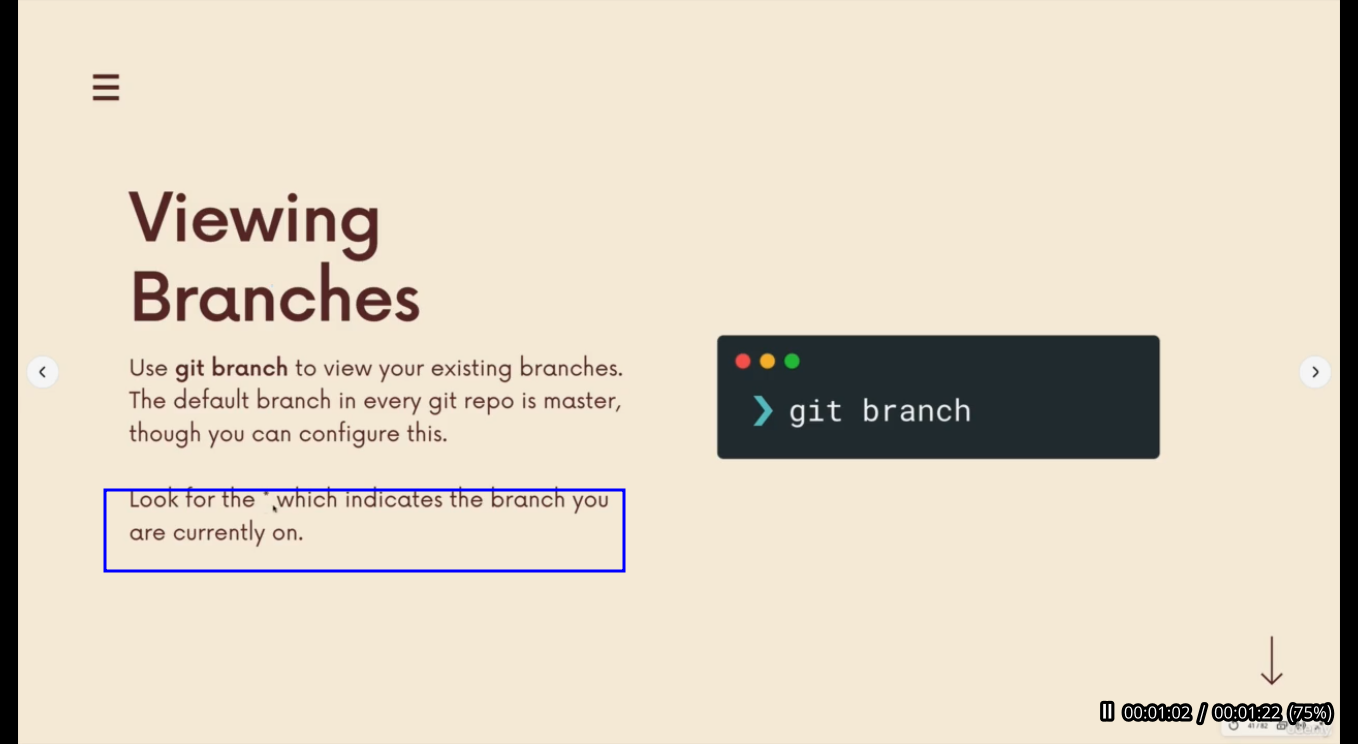 Viewing
Branches
Use git branch to view your existing branches.
The default branch in every git repo is master,
though you can configure this.
Look for the * which indicates the branch you
are currently on.
❯ git branch
00:01:02 / 00:01:22 (75%)
41 / 82